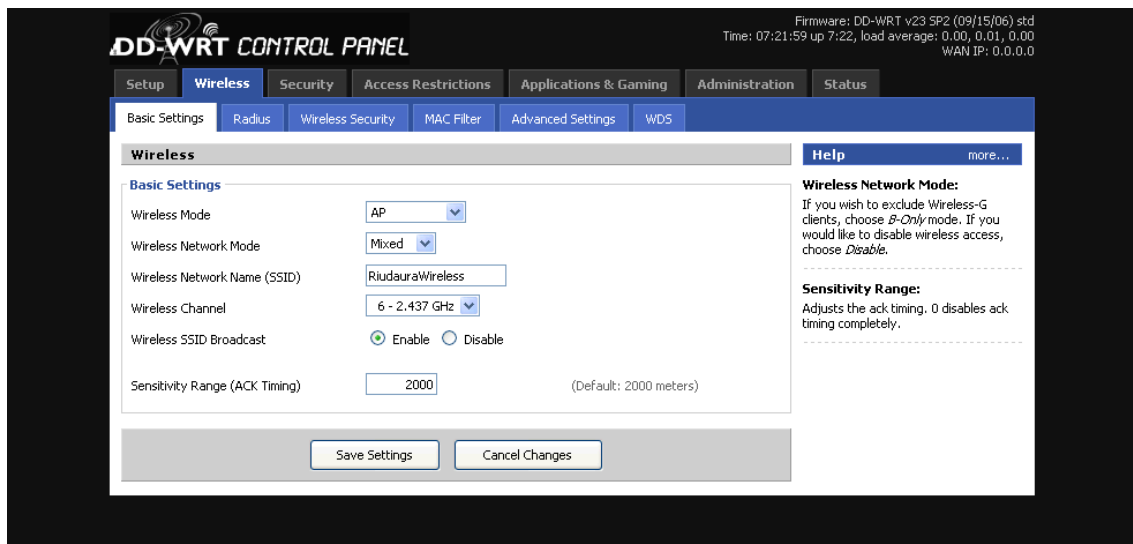 DD-WRT CONTROL PANEL
Firmware: DD-WRT v23 SP2 (09/15/06) std
Time: 07:21:59 up 7:22, load average: 0.00, 0.01, 0.00
WAN IP: 0.0.0.0
Setup Wireless Security Access Restrictions Applications & Gaming Administration Status
Basic Settings Radius Wireless Security MAC Filter Advanced Settings WDS
Wireless
Basic Settings
Wireless Mode AP
Wireless Network Mode Mixed
Wireless Network Name (SSID) RiudauraWireless
Wireless Channel 6 - 2.437 GHz
Wireless SSID Broadcast Enable Disable
Sensitivity Range (ACK Timing) 2000 (Default: 2000 meters)
Save Settings Cancel Changes
Help more...
Wireless Network Mode:
If you wish to exclude Wireless-G
clients, choose B-Only mode. If you
would like to disable wireless access,
choose Disable.
Sensitivity Range:
Adjusts the ack timing. 0 disables ack
timing completely.